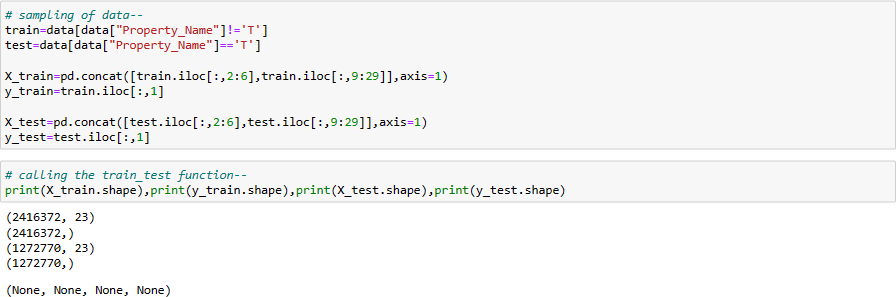 # sampling of data--
train=data[data["Property_Name"]!='T']
test=data[data["Property_Name"]=='T']
X_train=pd.concat([train.iloc[:,2:6],train.iloc[:,9:29]],axis=1)
y_train=train.iloc[:,1]
X_test=pd.concat([test.iloc[:,2:6],test.iloc[:,9:29]],axis=1)
y_test=test.iloc[:,1]
# calling the train_test function--
print(X_train.shape),print(y_train.shape),print(X_test.shape),print(y_test.shape)
(2416372, 23)
(2416372,)
(1272770, 23)
(1272770,)
(None, None, None, None)